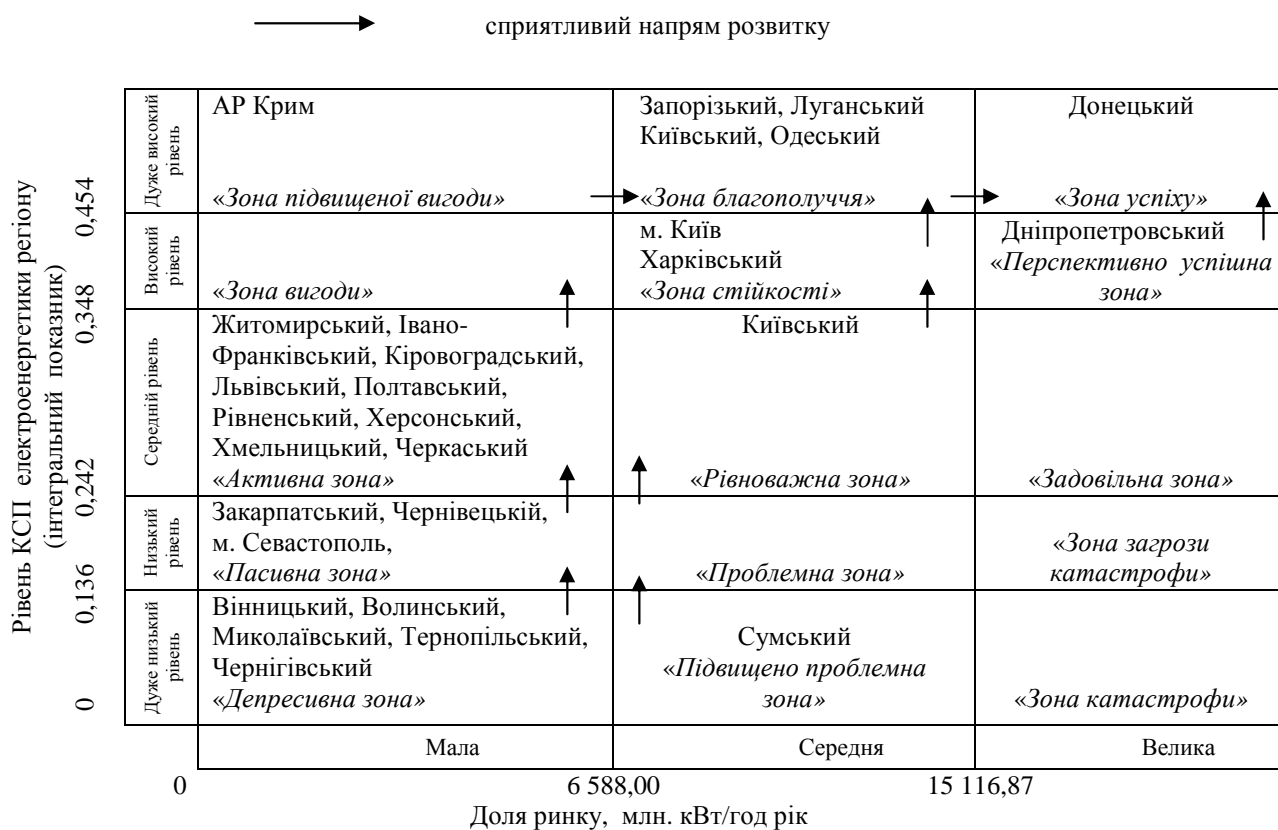 сприятливий напрям розвитку
Рівень КСП електроенергетики регіону
(інтегральний показник)
0,454
0,348
0,242
0,136
0
Дуже високий
рівень
АР Крим
«Зона підвищеної вигоди»
Запорізький, Луганський
Київський, Одеський
«Зона благополуччя»
Донецький
«Зона успіху»
Високий
рівень
«Зона вигоди»
м. Київ
Харківський
«Зона стійкості»
Дніпропетровський
«Перспективно успішна
зона»
Середній рівень
Житомирський, Івано-
Франківський, Кіровоградський,
Львівський, Полтавський,
Рівненський, Херсонський,
Хмельницький, Черкаський
«Активна зона»
Київський
«Рівноважна зона»
«Задовільна зона»
Низький
рівень
Закарпатський, Чернівецькій,
м. Севастополь,
«Пасивна зона»
«Проблемна зона»
«Зона загрози
катастрофи»
Дуже низький
рівень
Вінницький, Волинський,
Миколаївський, Тернопільський,
Чернігівський
«Депресивна зона»
Сумський
«Підвищено проблемна
зона»
«Зона катастрофи»
Мала
Середня
Велика
0
6 588,00
15 116,87
Доля ринку, млн. кВт/год рік